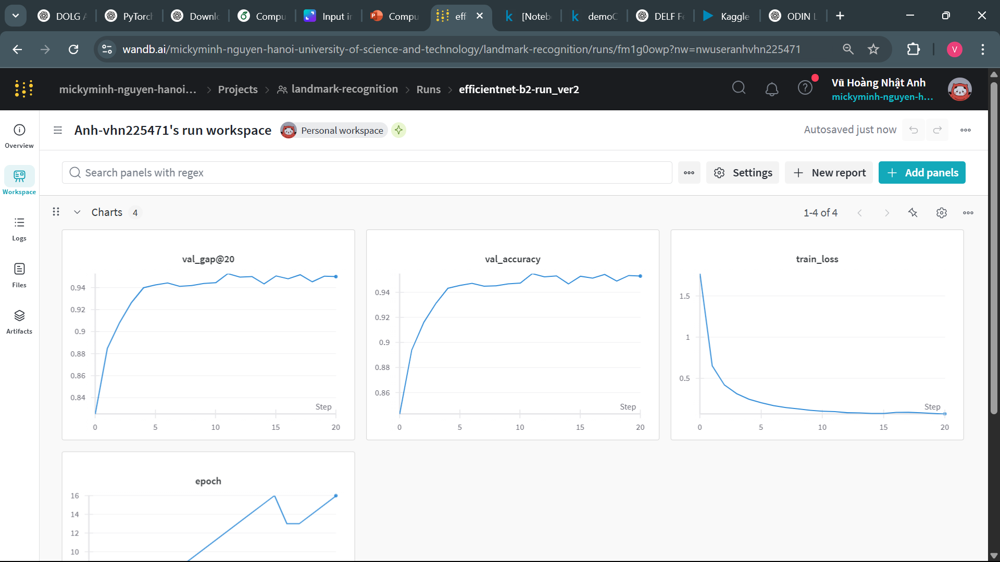 DOLG A
PyTorch
Downlo
Compu
Input in
Compu
eff
[Noteb
demoC
DELF Fe
Kaggle
ODIN L
wandb.ai/mickyminh-nguyen-hanoi-university-of-science-and-technology/landmark-recognition/runs/fm1g0owp?nw=nwuseranhvhn225471
V
mickyminh-nguyen-hanoi...
Projects
landmark-recognition
Runs
efficientnet-b2-run_ver2
Vũ Hoàng Nhật Anh
mickyminh-nguyen-h...
Overview
Workspace
Logs
Files
Artifacts
Anh-vhn225471's run workspace
Personal workspace
Autosaved just now
Search panels with regex
Settings
New report
Add panels
Charts 4
1-4 of 4
val_gap@20
0.94
0.92
0.9
0.88
0.86
0.84
Step
0 5 10 15 20
val_accuracy
0.94
0.92
0.9
0.88
0.86
Step
0 5 10 15 20
train_loss
1.5
1
0.5
Step
0 5 10 15 20
epoch
16
14
12
10